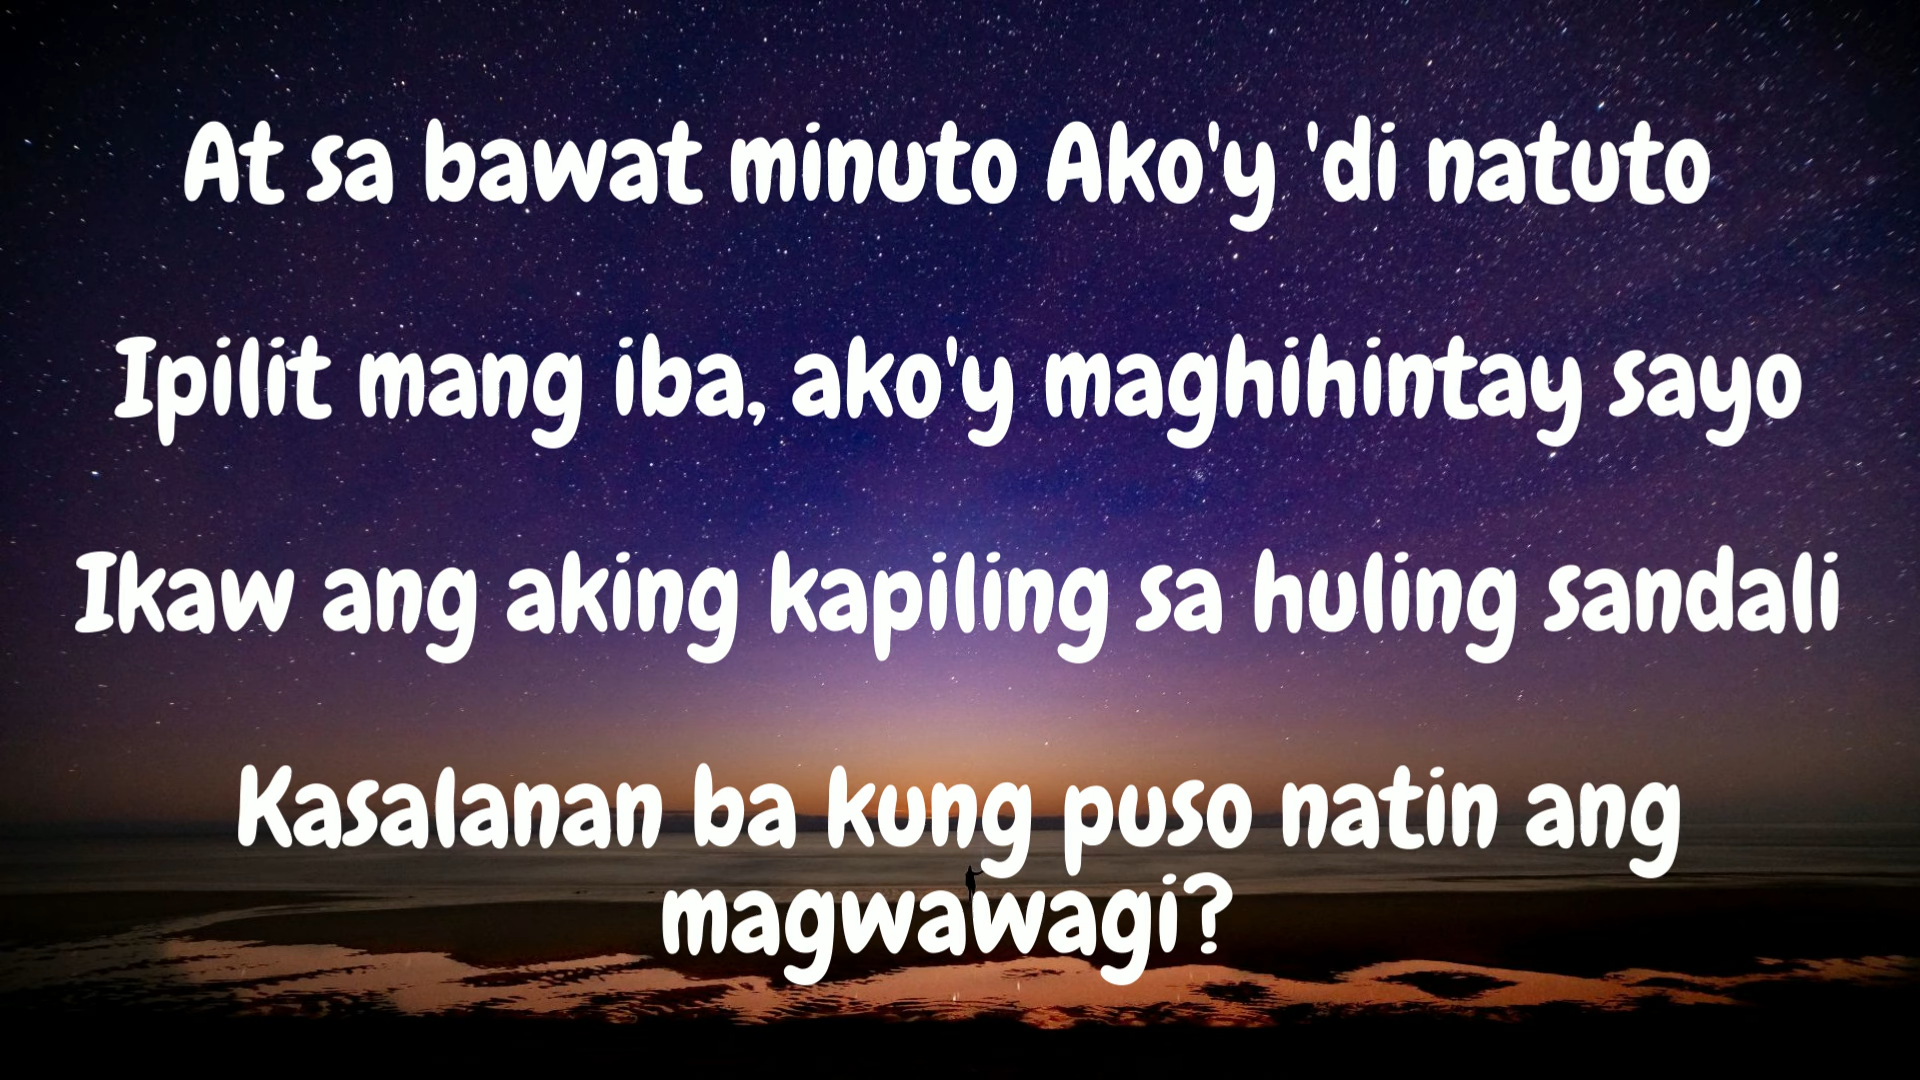 At sa bawat minuto Ako'y 'di natuto
Ipilit mang iba, ako'y maghihintay sayo
Ikaw ang aking kapiling sa huling sandali
Kasalanan ba kung puso natin ang
magwawagi?